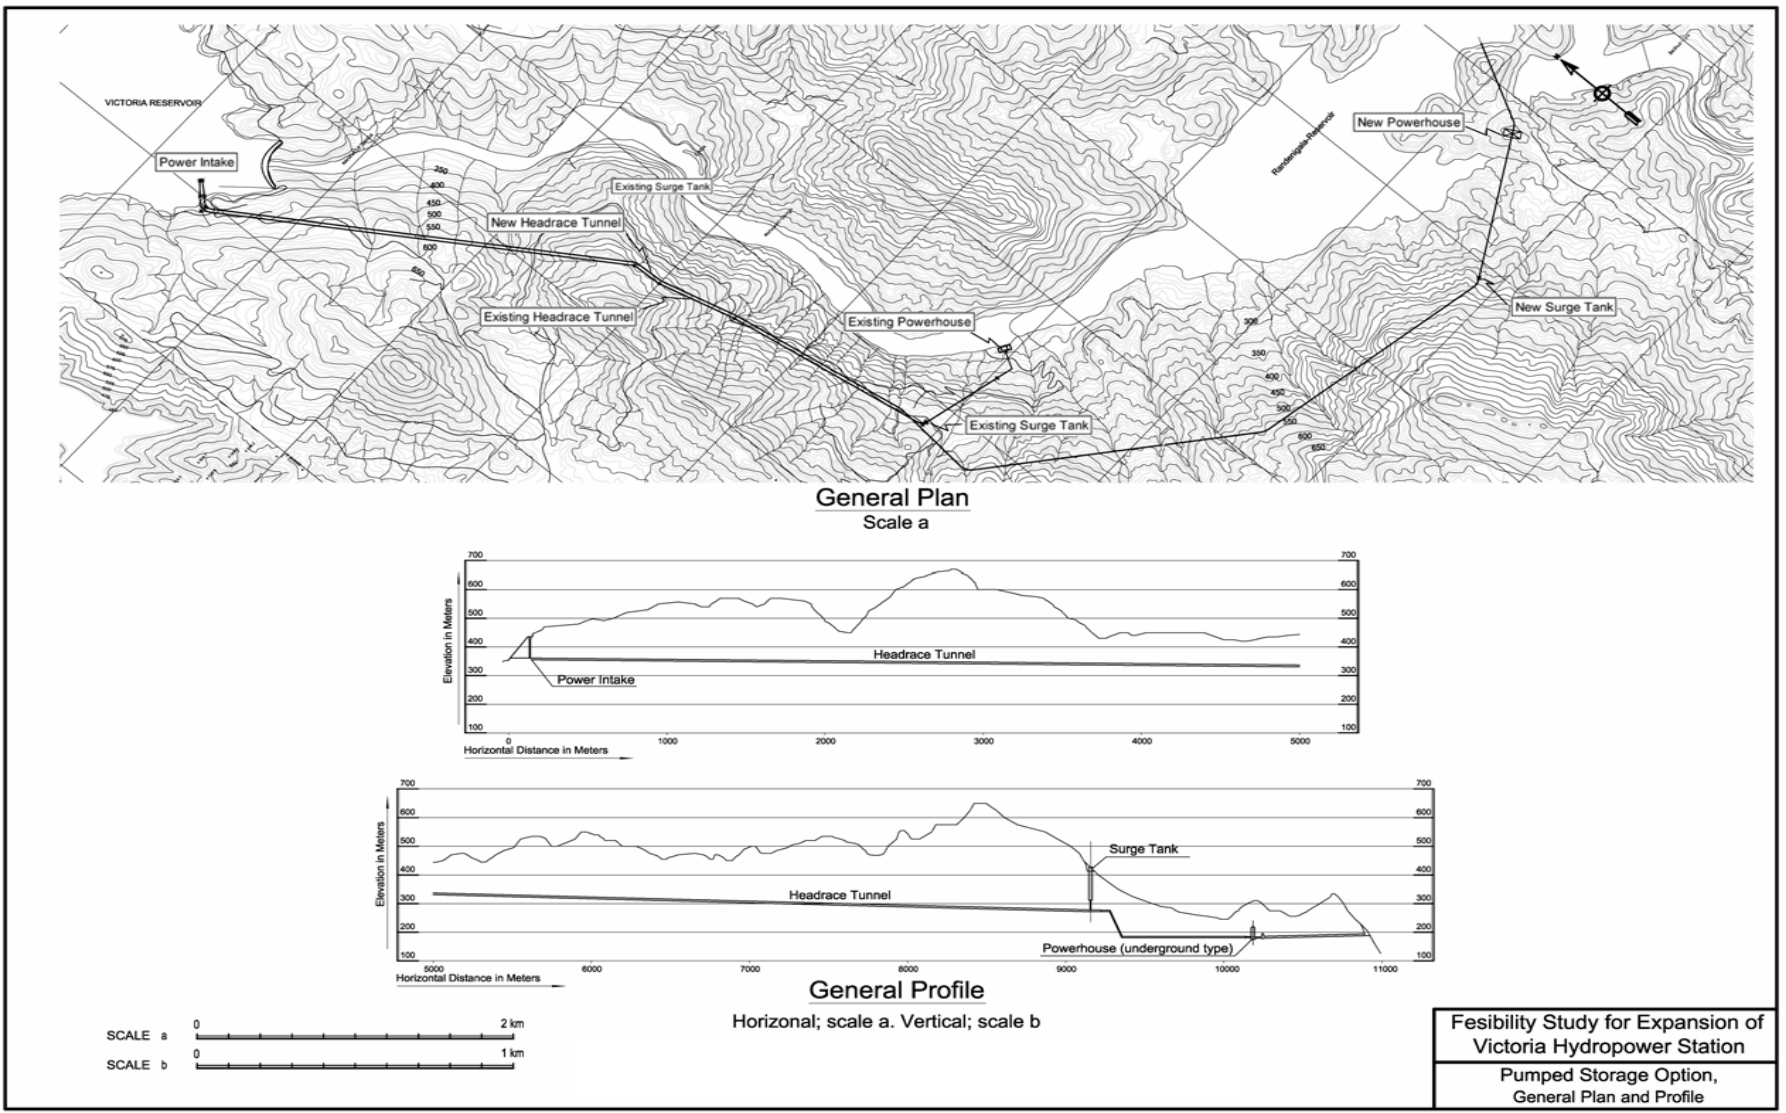 VICTORIA RESERVOIR
Power Intake
350
400
450
500
550
600
650
New Headrace Tunnel
Existing Surge Tank
Existing Headrace Tunnel
Existing Powerhouse
Existing Surge Tank
Randenigala-Reservoir
New Powerhouse
New Surge Tank
300
350
400
450
500
550
600
650
General Plan
Scale a
700 700
600 600
500 500
400 400
300 300
200 200
100 100
Elevation in Meters
Headrace Tunnel
Power Intake
0 1000 2000 3000 4000 5000
Horizontal Distance in Meters
700 700
600 600
500 500
400 400
300 300
200 200
100 100
Elevation in Meters
Surge Tank
Headrace Tunnel
Powerhouse (underground type)
5000 6000 7000 8000 9000 10000 11000
Horizontal Distance in Meters
General Profile
Horizonal; scale a. Vertical; scale b
SCALE a 0 2 km
SCALE b 0 1 km
Fesibility Study for Expansion of
Victoria Hydropower Station
Pumped Storage Option,
General Plan and Profile